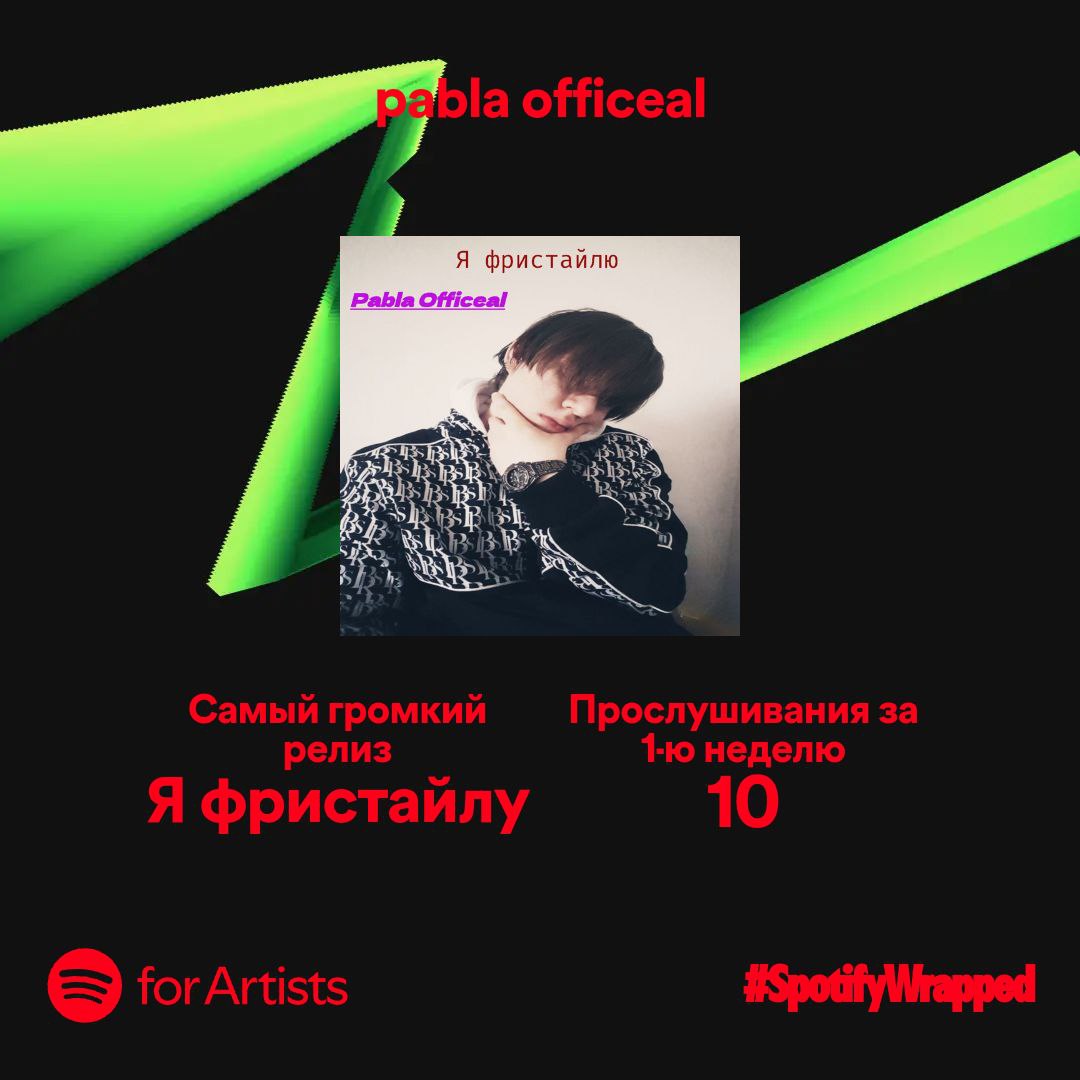 pabla officeal
Я фристайлю
Pabla Officeal
Самый громкий
релиз
Я фристайлу
Прослушивания за
1-ю неделю
10
for Artists
#SpotifyWrapped